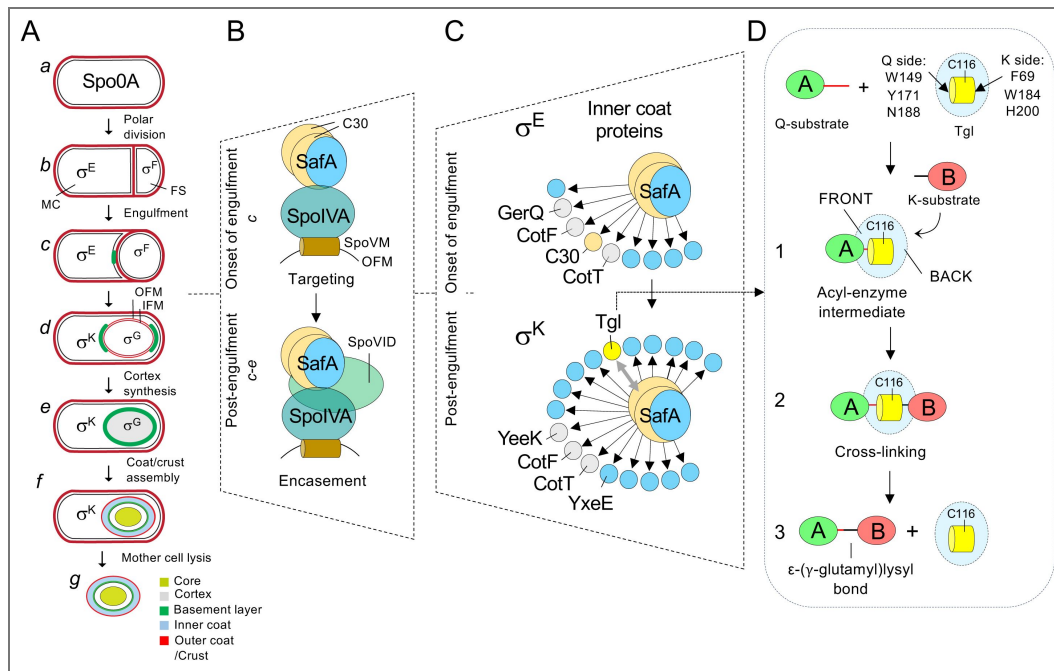 A
a
Spo0A
Polar
division
b
σE
σF
MC
FS
Engulfment
c
σE
σF
OFM
IFM
d
σK
σG
Cortex
synthesis
e
σK
σG
Coat/crust
assembly
f
σK
Mother cell lysis
g
Core
Cortex
Basement layer
Inner coat
Outer coat
/Crust
B
Onset of engulfment
c
C30
SafA
SpoIVA
SpoVM
OFM
Targeting
Post-engulfment
c-e
SpoVID
SafA
SpoIVA
Encasement
C
Onset of engulfment
σE
Inner coat
proteins
SafA
GerQ
CotF
C30
CotT
Post-engulfment
σK
Tgl
SafA
YeeK
CotF
CotT
YxeE
D
A
+
Q-substrate
Q side:
W149
Y171
N188
C116
Tgl
K side:
F69
W184
H200
B
K-substrate
FRONT
C116
1
A
BACK
Acyl-enzyme
intermediate
2
C116
A
B
Cross-linking
3
A
B
+
C116
ε-(γ-glutamyl)lysyl
bond